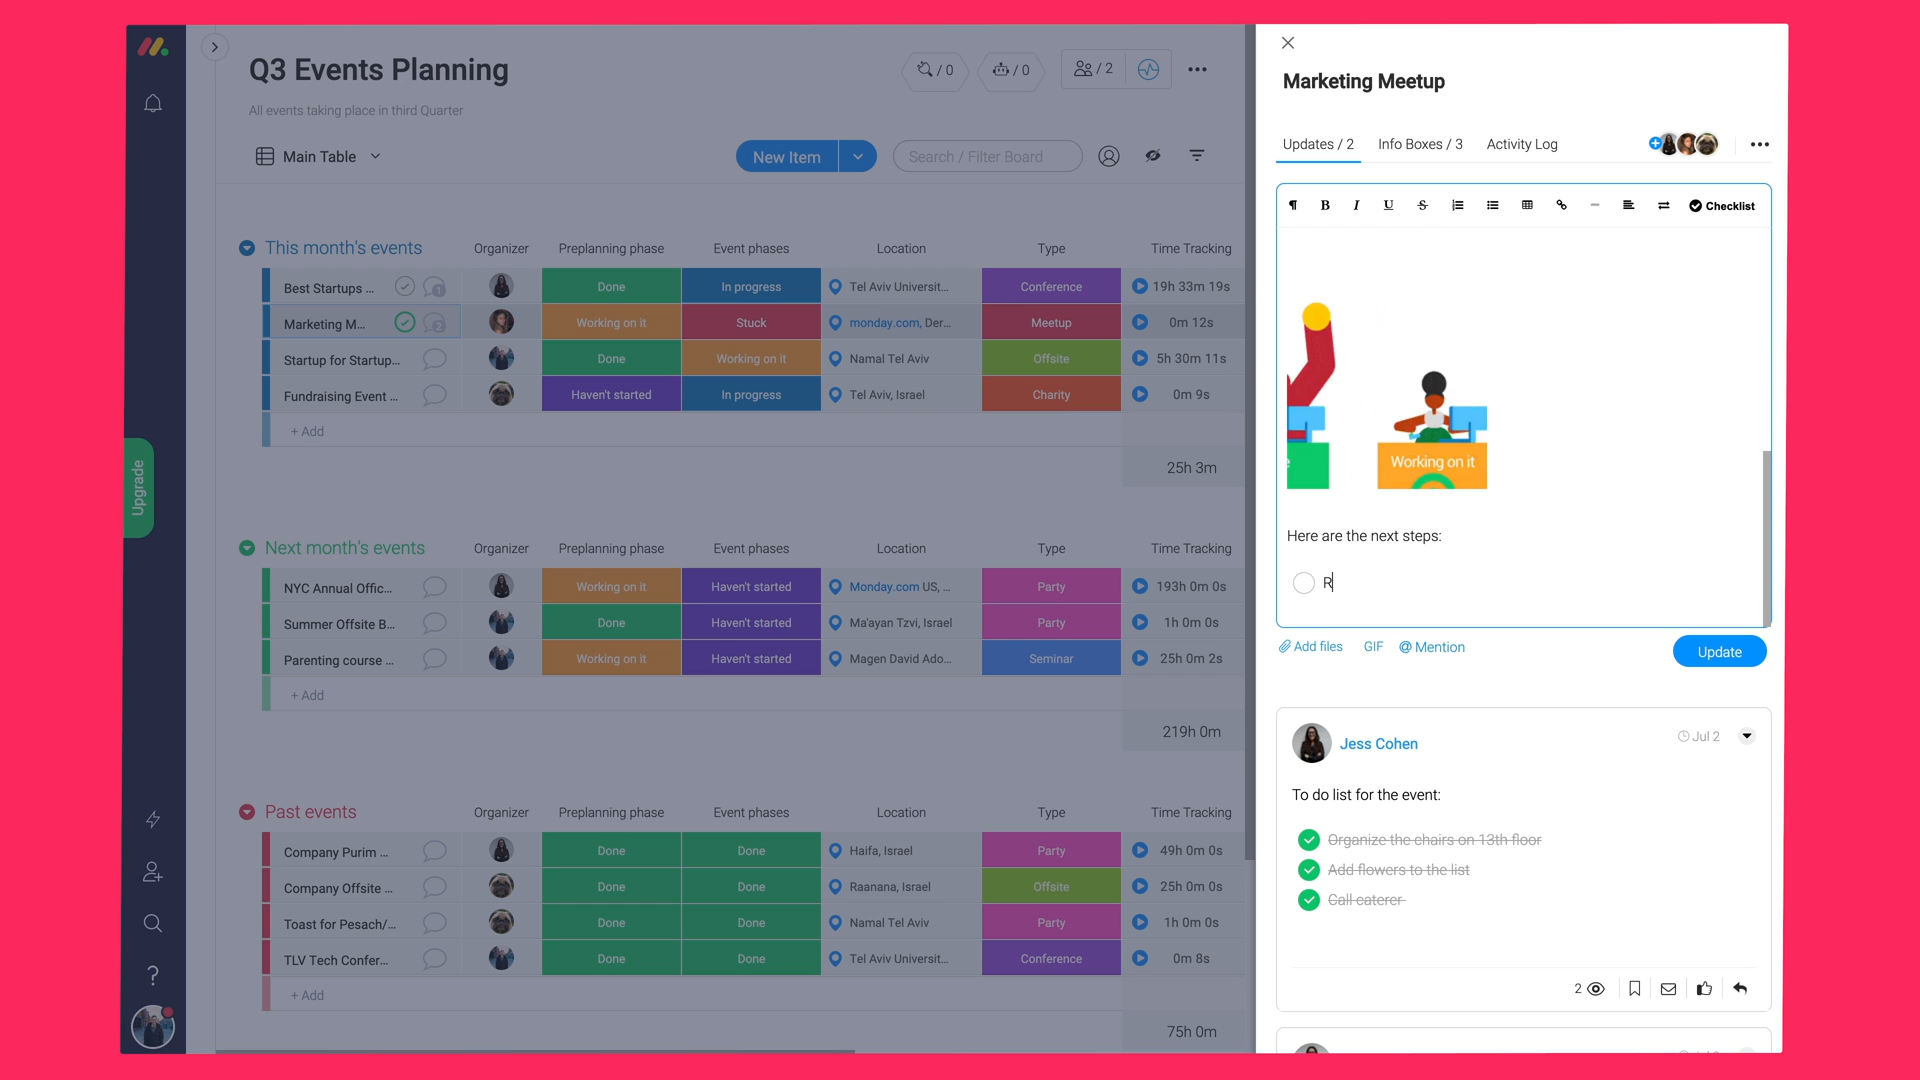 Q3 Events Planning
/ 0
/ 0
/ 2
All events taking place in third Quarter
Main Table
New Item
Search / Filter Board
Upgrade
This month's events Organizer Preplanning phase Event phases Location Type Time Tracking
Best Startups ... 1 Done In progress Tel Aviv Universit... Conference 19h 33m 19s
Marketing M... 2 Working on it Stuck monday.com, Der... Meetup 0m 12s
Startup for Startup... Done Working on it Namal Tel Aviv Offsite 5h 30m 11s
Fundraising Event ... Haven't started In progress Tel Aviv, Israel Charity 0m 9s
+ Add
25h 3m
Next month's events Organizer Preplanning phase Event phases Location Type Time Tracking
NYC Annual Offic... Working on it Haven't started Monday.com US, ... Party 193h 0m 0s
Summer Offsite B... Done Haven't started Ma'ayan Tzvi, Israel Party 1h 0m 0s
Parenting course ... Working on it Haven't started Magen David Ado... Seminar 25h 0m 2s
+ Add
219h 0m
Past events Organizer Preplanning phase Event phases Location Type Time Tracking
Company Purim ... Done Done Haifa, Israel Party 49h 0m 0s
Company Offsite ... Done Done Raanana, Israel Offsite 25h 0m 0s
Toast for Pesach/... Done Done Namal Tel Aviv Party 1h 0m 0s
TLV Tech Confer... Done Done Tel Aviv Universit... Conference 0m 8s
+ Add
75h 0m
Marketing Meetup
Updates / 2 Info Boxes / 3 Activity Log
¶ B I U S Checklist
e Working on it
Here are the next steps:
R
Add files GIF @ Mention Update
Jess Cohen Jul 2
To do list for the event:
Organize the chairs on 13th floor
Add flowers to the list
Call caterer
2